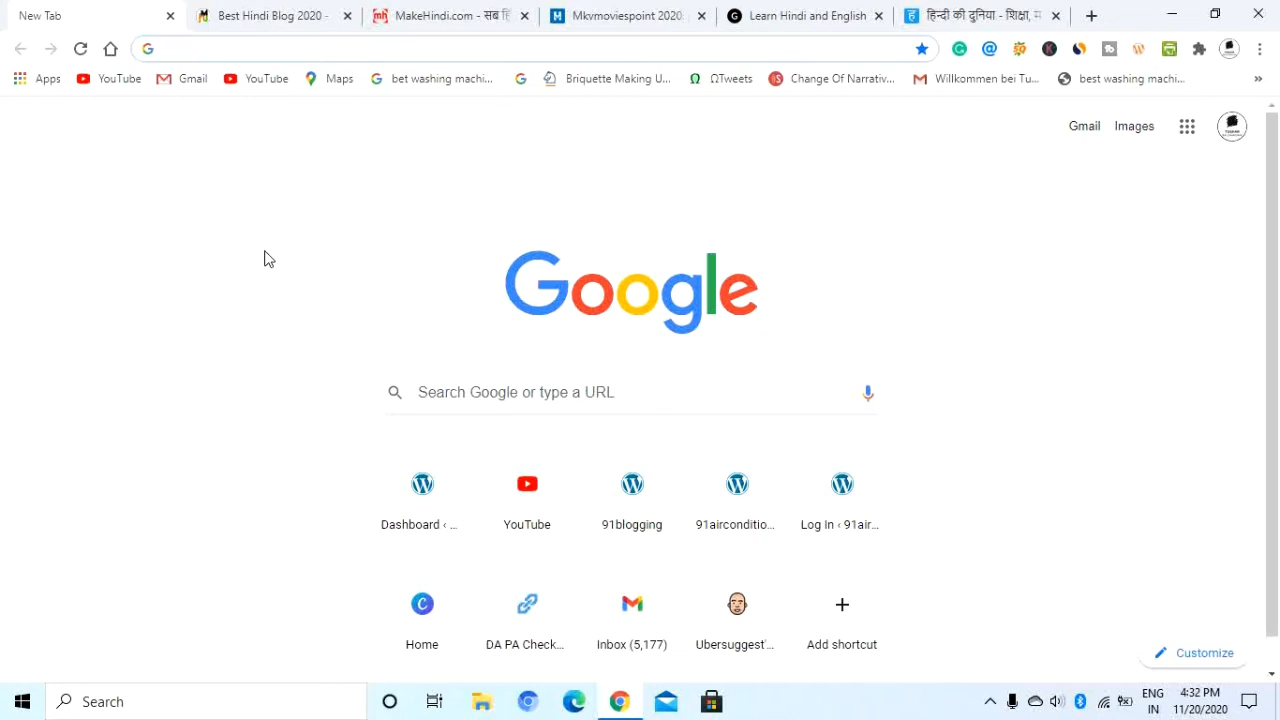 New Tab
Best Hindi Blog 2020 -
MakeHindi.com - सब हि
Mkvmoviespoint 2020
Learn Hindi and English
हिन्दी की दुनिया - शिक्षा, म
Apps
YouTube
Gmail
YouTube
Maps
bet washing machi...
Briquette Making U...
ΩTweets
Change Of Narrativ...
Willkommen bei Tu...
best washing machi...
»
Gmail
Images
Google
Search Google or type a URL
Dashboard ‹ ...
YouTube
91blogging
91airconditio...
Log In ‹ 91air...
Home
DA PA Check...
Inbox (5,177)
Ubersuggest'...
Add shortcut
Customize
Search
ENG
IN
4:32 PM
11/20/2020